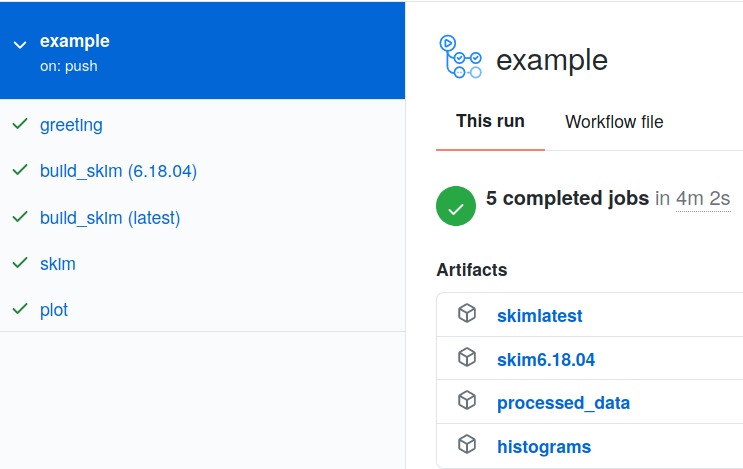 example
on: push
greeting
build_skim (6.18.04)
build_skim (latest)
skim
plot
example
This run
Workflow file
5 completed jobs in 4m 2s
Artifacts
skimlatest
skim6.18.04
processed_data
histograms